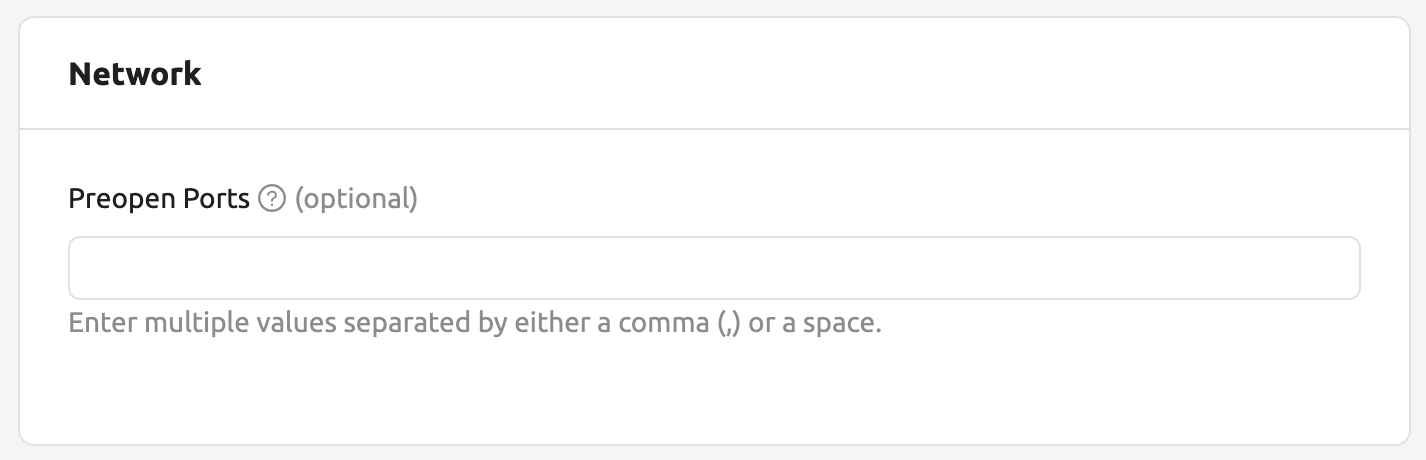 Network
Preopen Ports ? (optional)
Enter multiple values separated by either a comma (,) or a space.